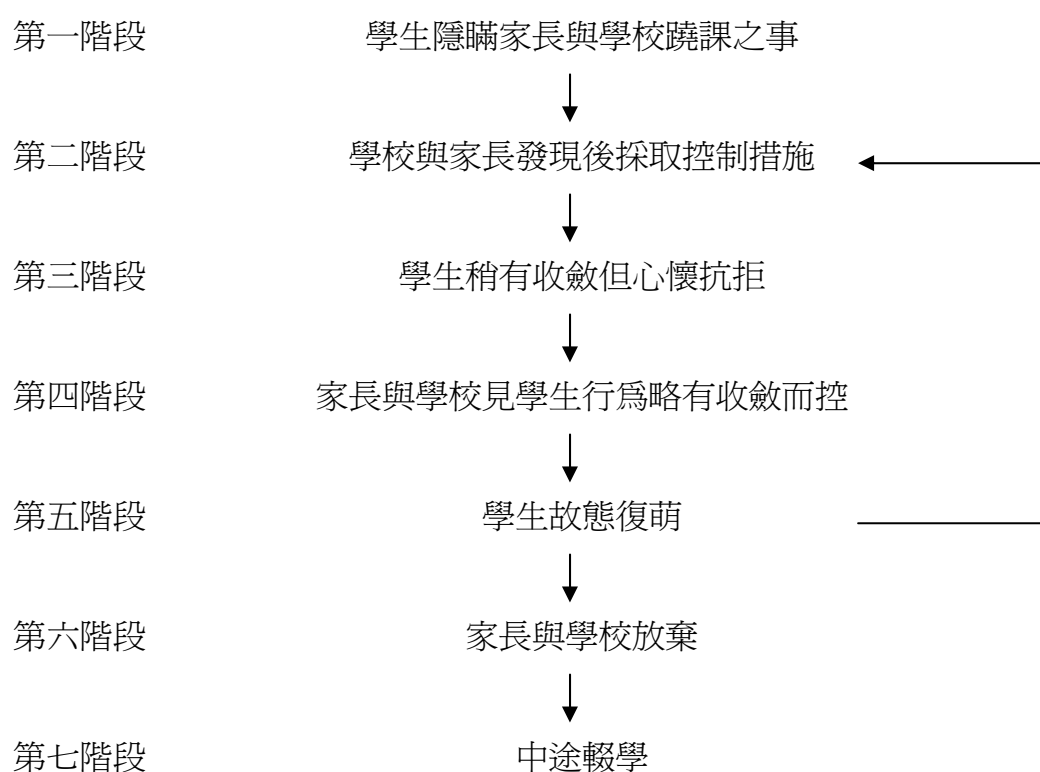 第一階段 學生隱瞞家長與學校蹺課之事
第二階段 學校與家長發現後採取控制措施
第三階段 學生稍有收斂但心懷抗拒
第四階段 家長與學校見學生行為略有收斂而控
第五階段 學生故態復萌
第六階段 家長與學校放棄
第七階段 中途輟學